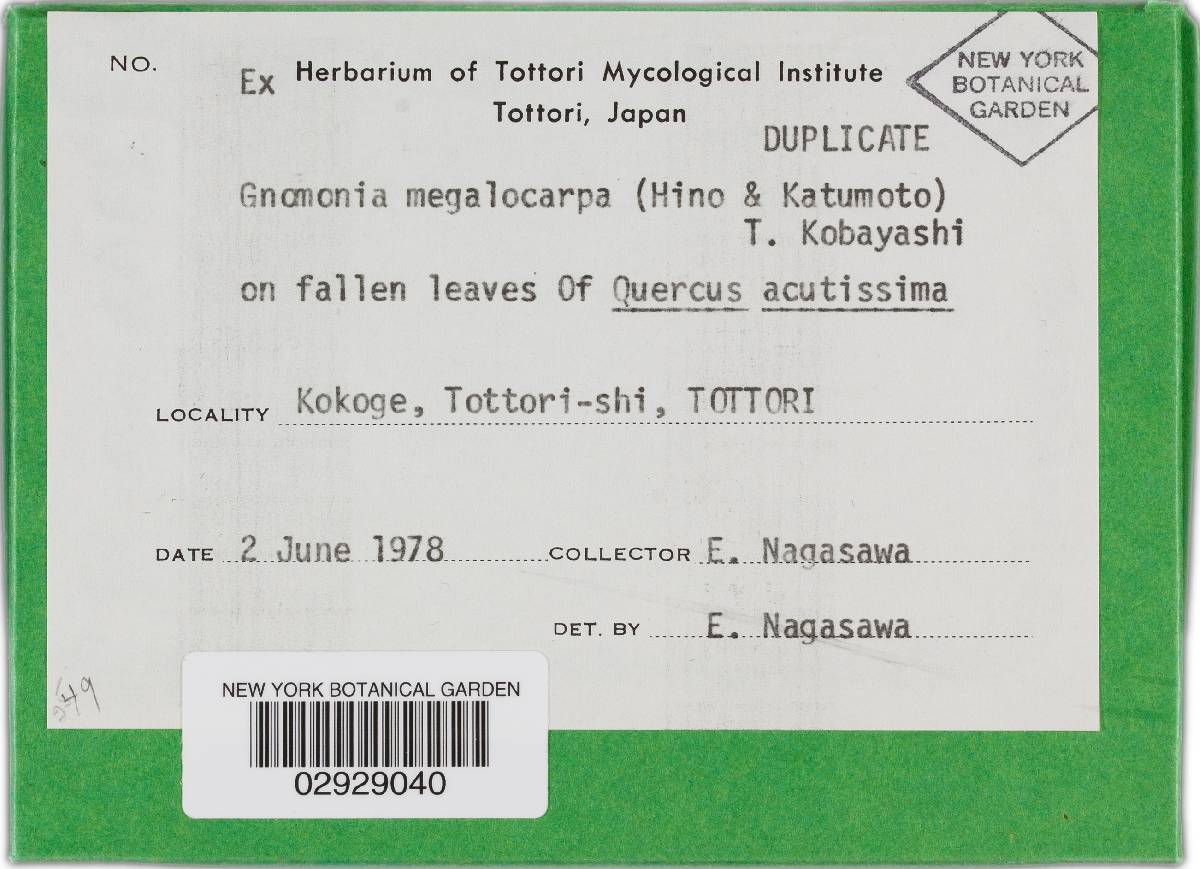 NO.
Ex Herbarium of Tottori Mycological Institute
Tottori, Japan
NEW YORK
BOTANICAL
GARDEN
DUPLICATE
Gnomonia megalocarpa (Hino & Katumoto)
T. Kobayashi
on fallen leaves Of Quercus acutissima
LOCALITY Kokoge, Tottori-shi, TOTTORI
DATE 2 June 1978 COLLECTOR E. Nagasawa
DET. BY E. Nagasawa
NEW YORK BOTANICAL GARDEN
02929040